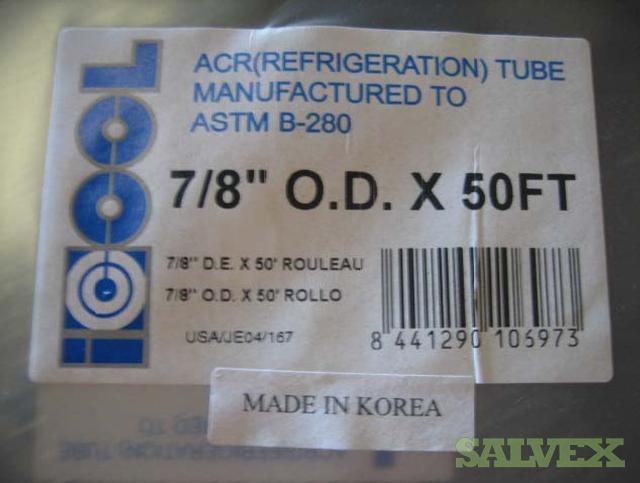 ACR(REFRIGERATION) TUBE
MANUFACTURED TO
ASTM B-280
7/8" O.D. X 50FT
7/8" D.E. X 50' ROULEAU
7/8" O.D. X 50' ROLLO
USA/JE04/167
8 441290 106973
MADE IN KOREA
SALVEX